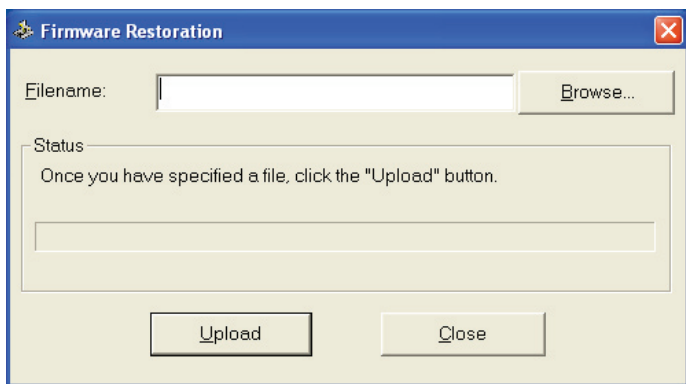 Firmware Restoration
Filename:
Browse...
Status
Once you have specified a file, click the "Upload" button.
Upload
Close